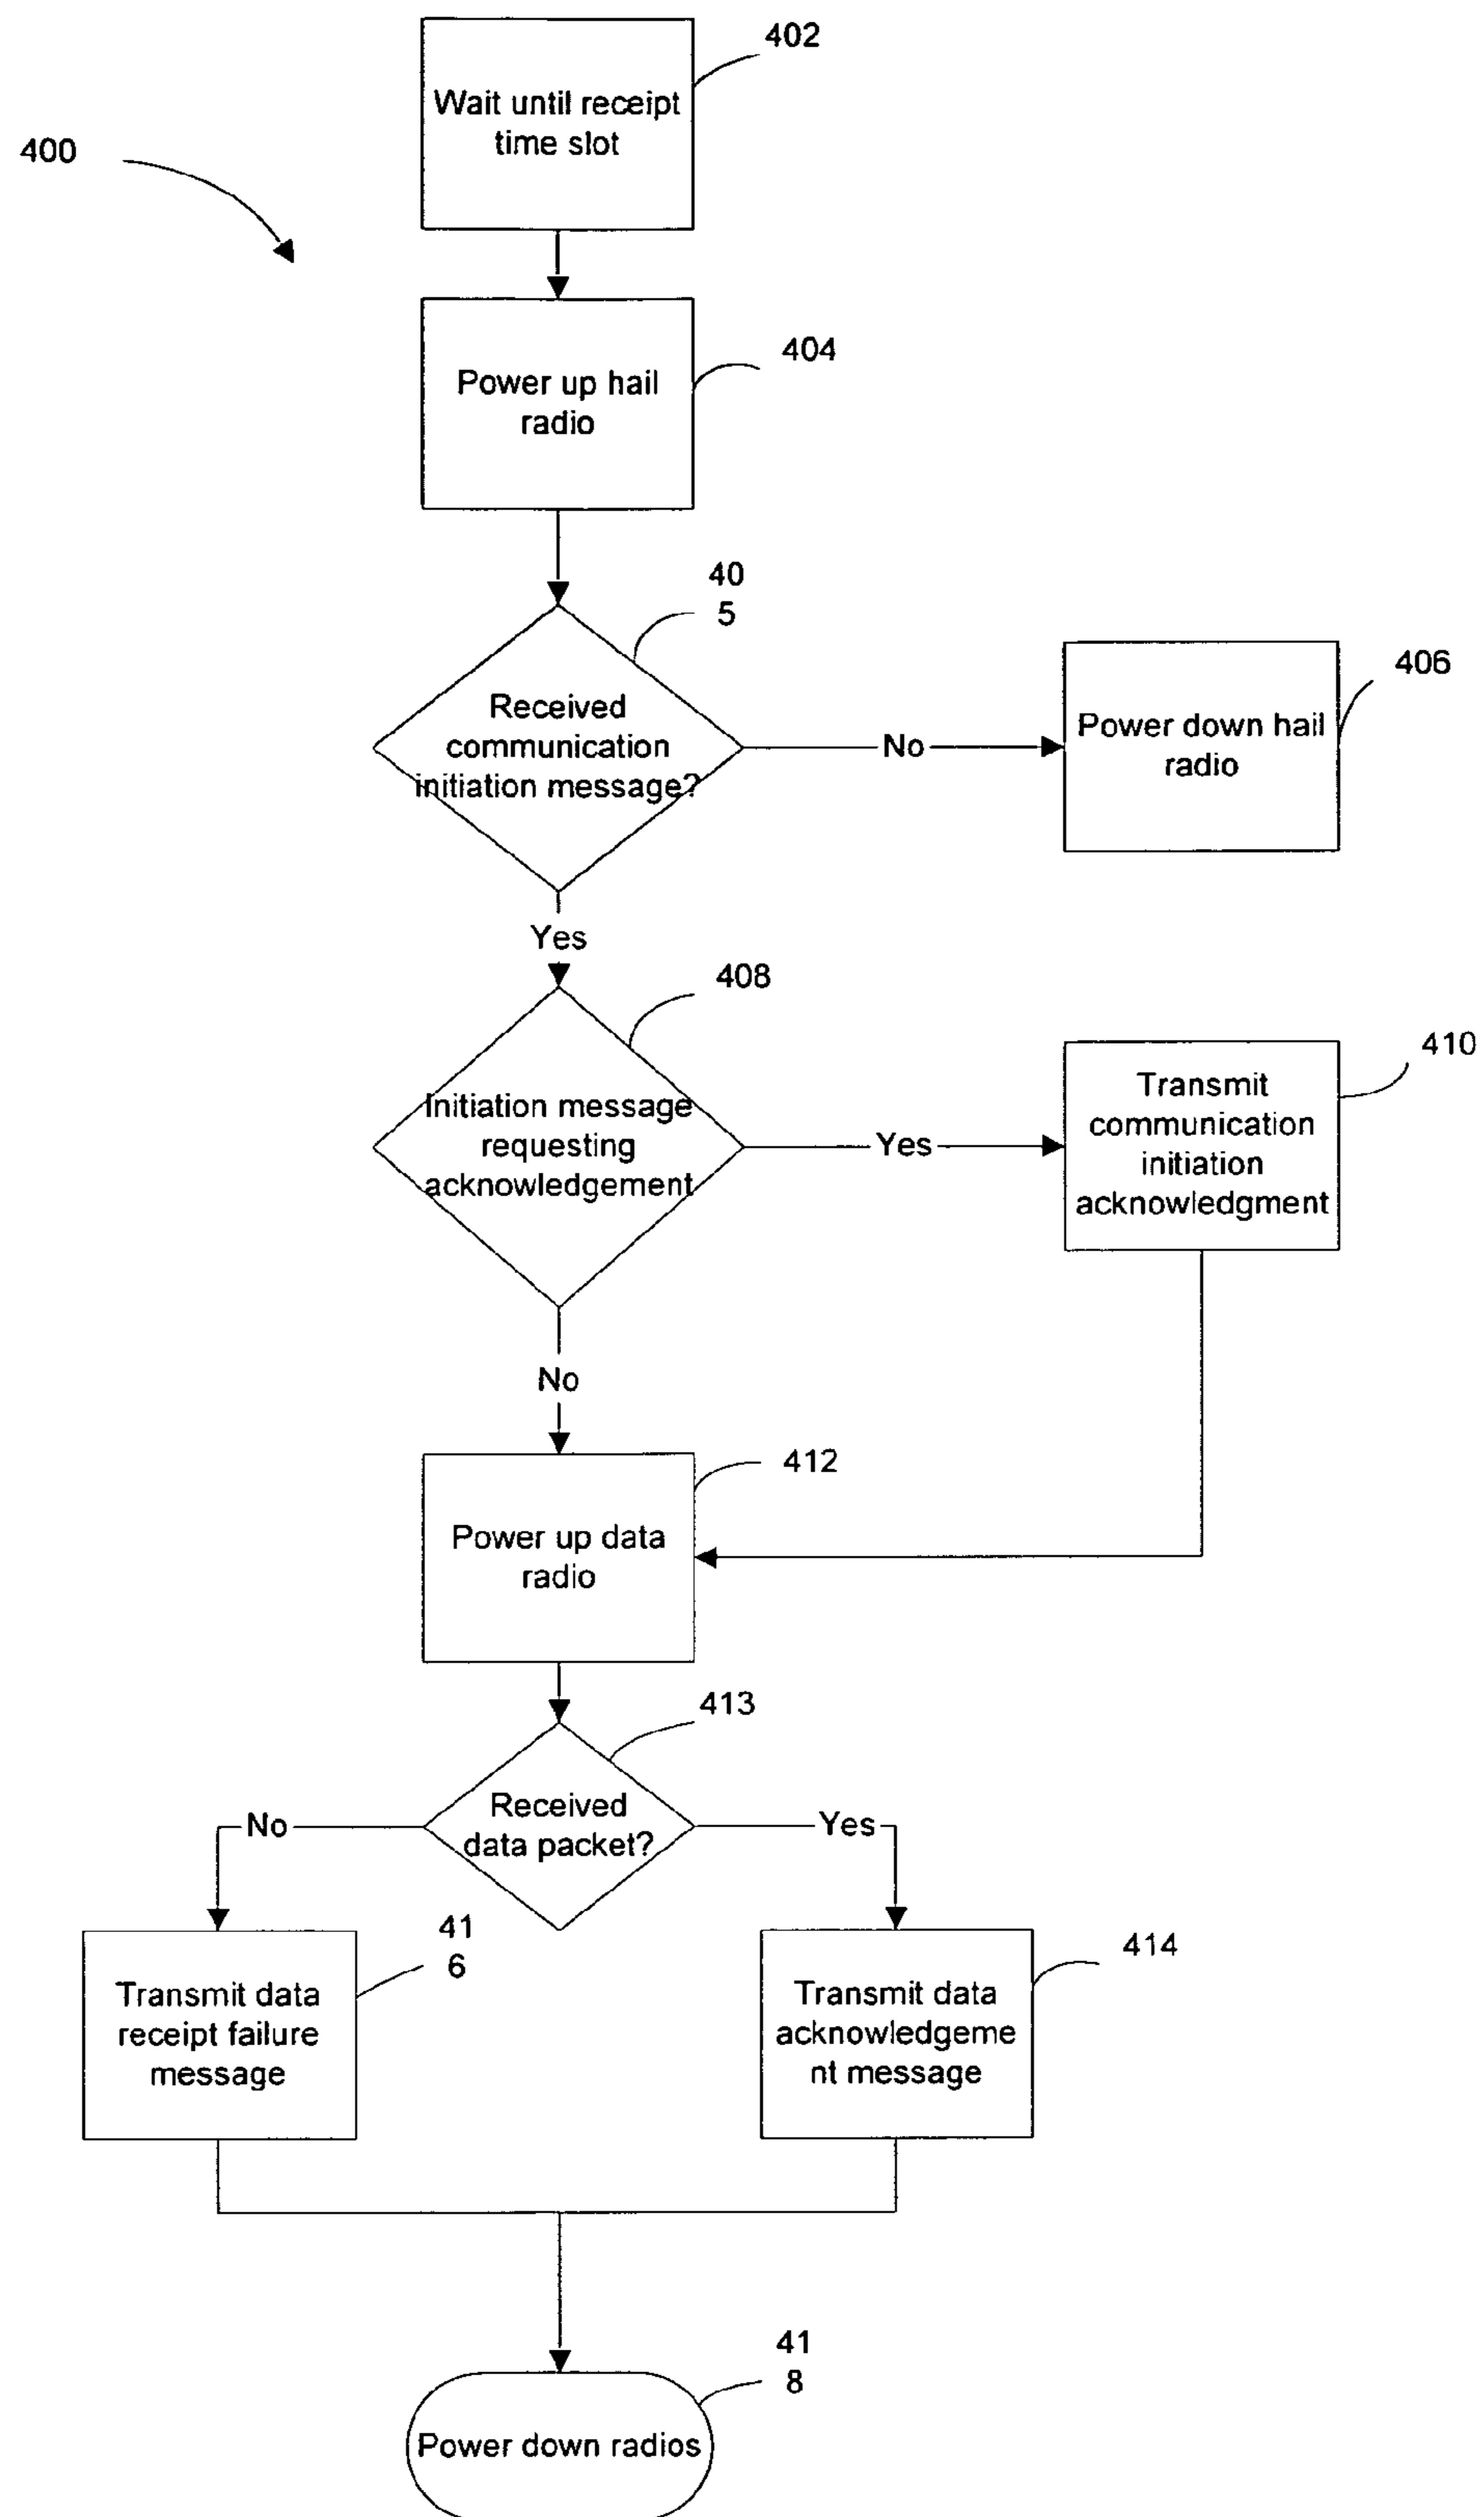 402
Wait until receipt
time slot
400
404
Power up hail
radio
40
5
Received
communication
initiation message?
No
406
Power down hail
radio
Yes
408
Initiation message
requesting
acknowledgement
Yes
410
Transmit
communication
initiation
acknowledgment
No
412
Power up data
radio
413
Received
data packet?
No
Yes
41
6
Transmit data
receipt failure
message
414
Transmit data
acknowledgeme
nt message
41
8
Power down radios